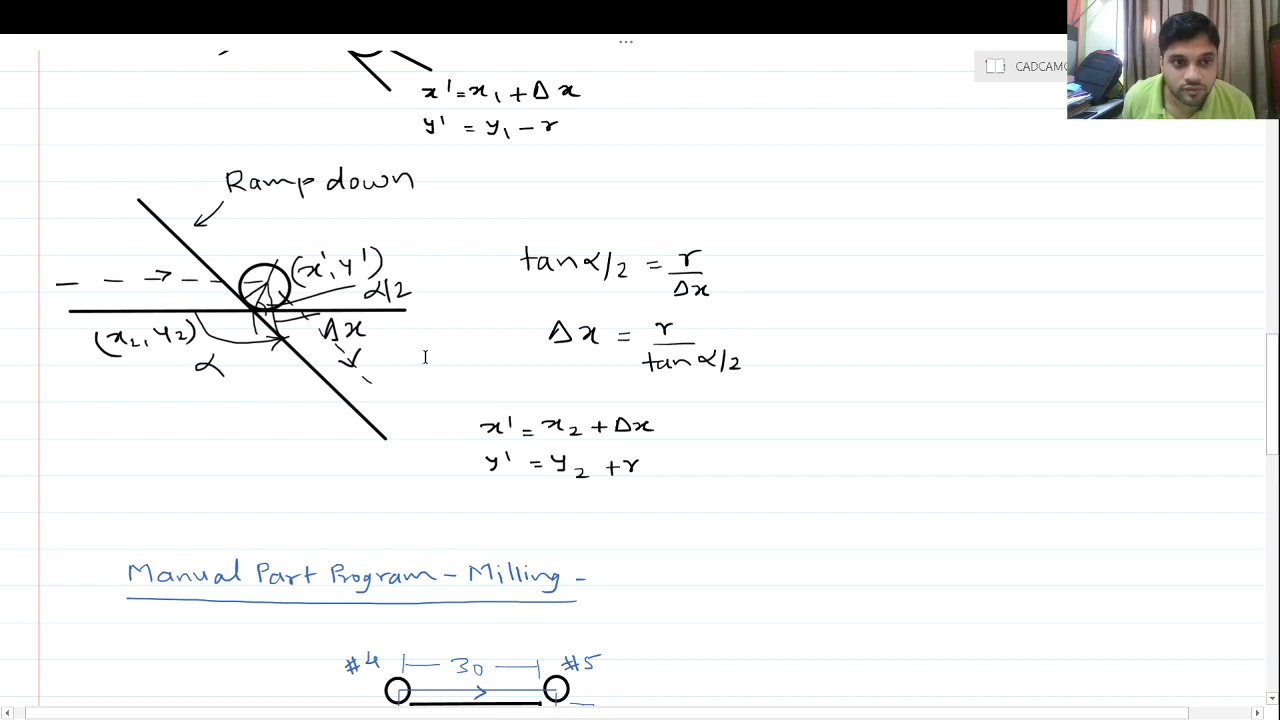 CADCAM
x' = x₁ + Δx
y' = y₁ - r
Ramp down
(x', y')
α/2
(x₂, y₂)
Δx
α
tan α/2 = r/Δx
Δx = r/tan α/2
x' = x₂ + Δx
y' = y₂ + r
Manual Part Program - Milling -
#4 30 #5